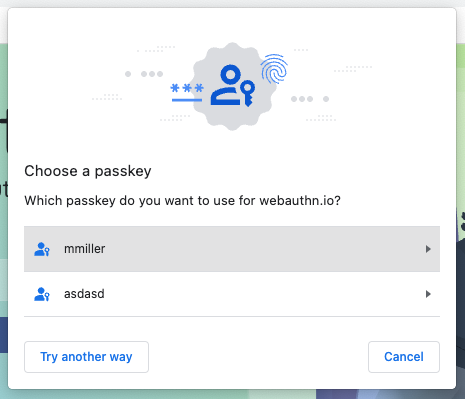 ***
Choose a passkey
Which passkey do you want to use for webauthn.io?
mmiller
asdasd
Try another way
Cancel